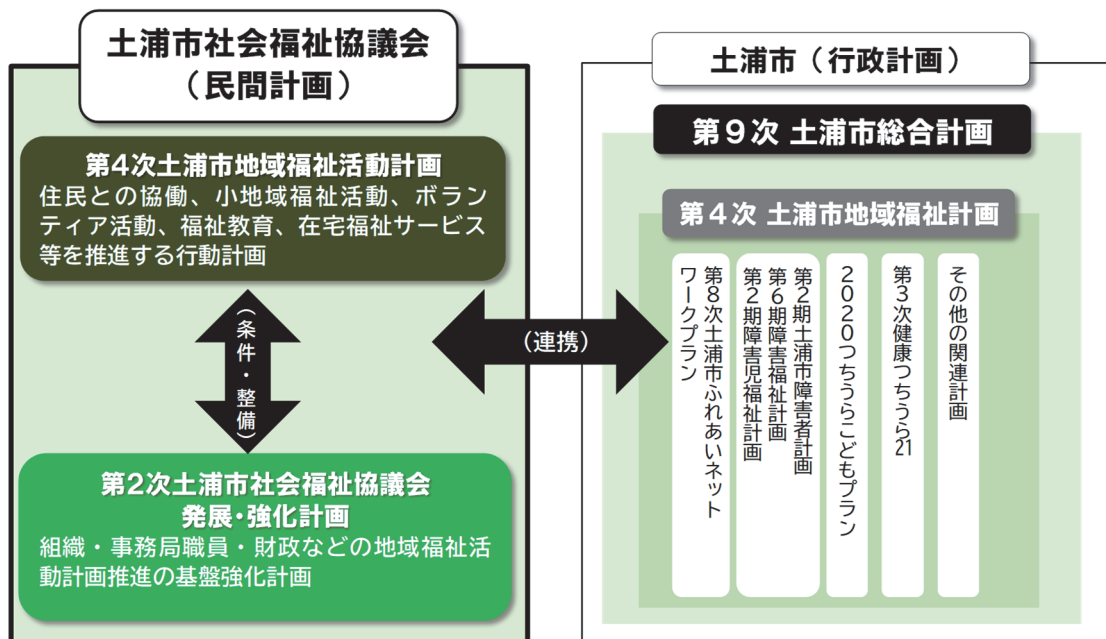 土浦市社会福祉協議会
（民間計画）
第4次土浦市地域福祉活動計画
住民との協働、小地域福祉活動、ボラン
ティア活動、福祉教育、在宅福祉サービス
等を推進する行動計画
（条件・整備）
第2次土浦市社会福祉協議会
発展・強化計画
組織・事務局職員・財政などの地域福祉活
動計画推進の基盤強化計画
（連携）
土浦市（行政計画）
第９次 土浦市総合計画
第４次 土浦市地域福祉計画
第８次土浦市ふれあいネット
ワークプラン
第２期土浦市障害者計画
第６期障害福祉計画
第２期障害児福祉計画
２０２０つちうらこどもプラン
第３次健康つちうら21
その他の関連計画